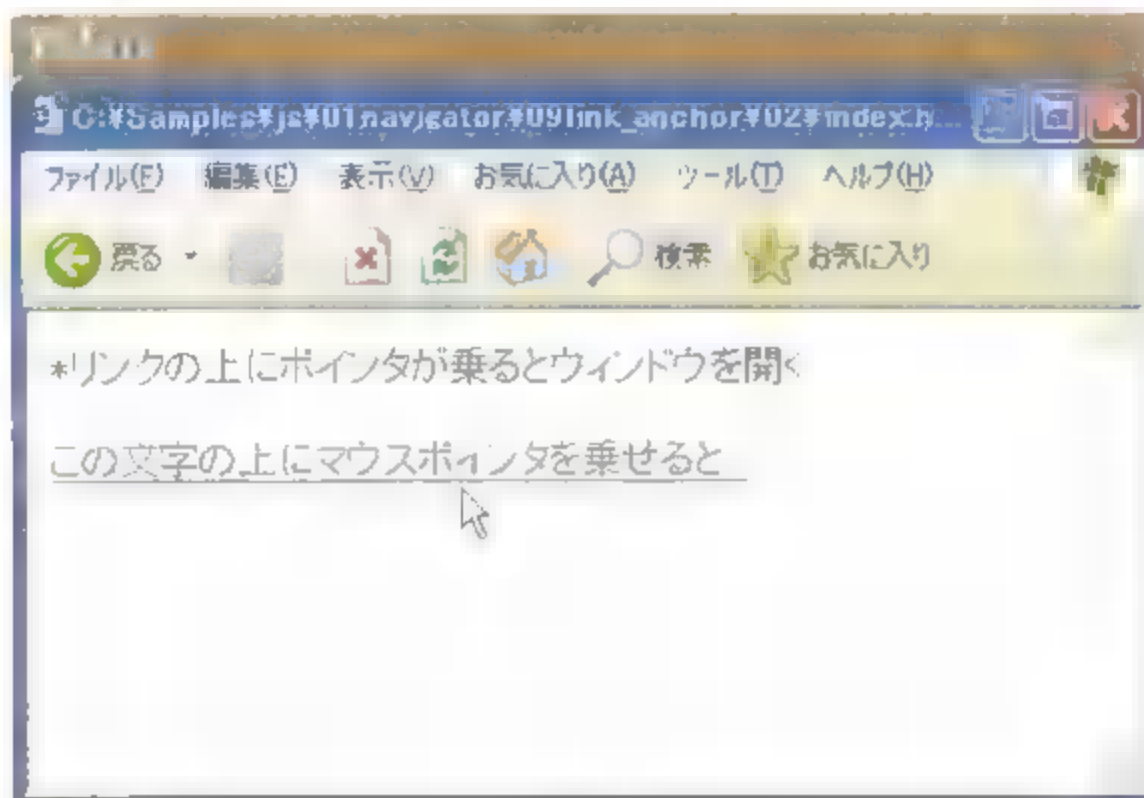 C:¥Samples¥js¥01navigator¥09link_anchor¥02¥index.h...
ファイル(F) 編集(E) 表示(V) お気に入り(A) ツール(T) ヘルプ(H)
戻る 検索 お気に入り
*リンクの上にポインタが乗るとウィンドウを開く
この文字の上にマウスポインタを乗せると